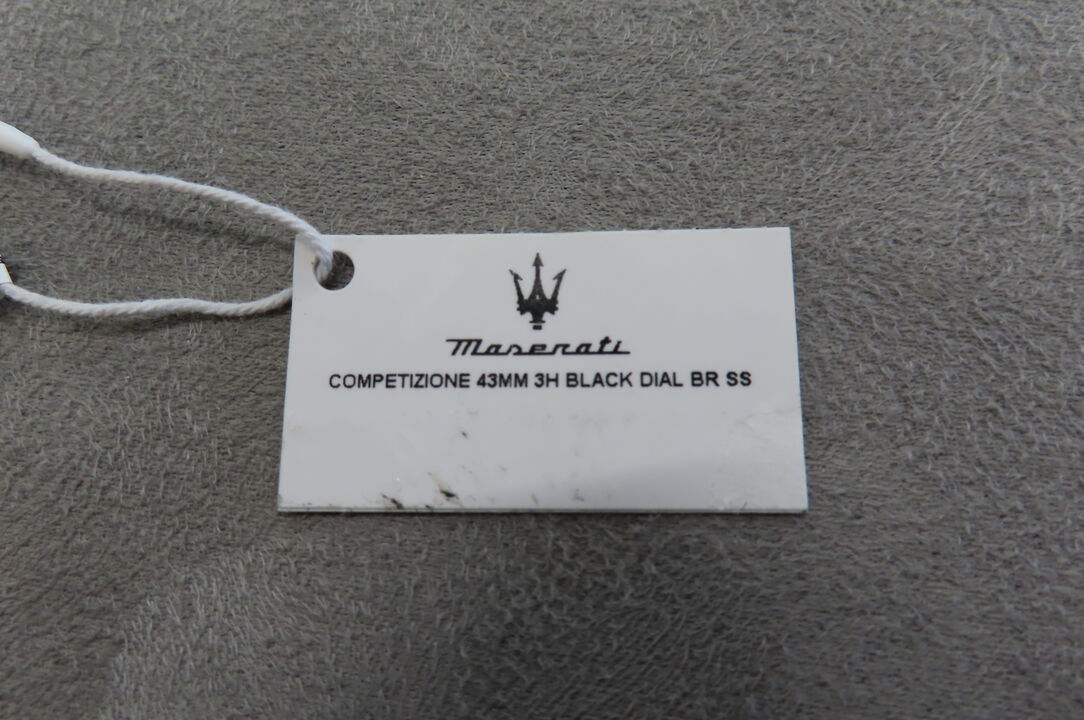 Maserati
COMPETIZIONE 43MM 3H BLACK DIAL BR SS